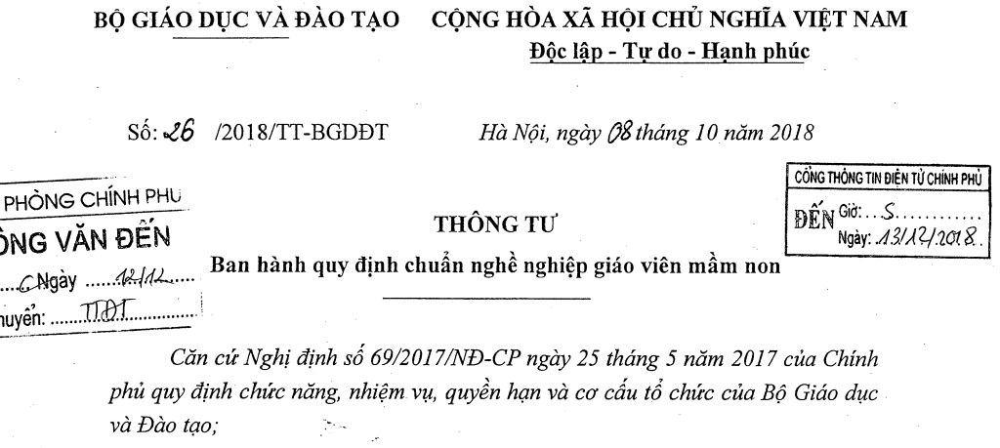 BỘ GIÁO DỤC VÀ ĐÀO TẠO
CỘNG HÒA XÃ HỘI CHỦ NGHĨA VIỆT NAM
Độc lập - Tự do - Hạnh phúc
Số: 26 /2018/TT-BGDĐT
Hà Nội, ngày 08 tháng 10 năm 2018
PHÒNG CHÍNH PHỦ
ÔNG VĂN ĐẾN
.... C Ngày ........12/12......
huyển: .....TTĐT.....
CỔNG THÔNG TIN ĐIỆN TỬ CHÍNH PHỦ
ĐẾN Giờ: ...S............
Ngày: .13/12/2018..
THÔNG TƯ
Ban hành quy định chuẩn nghề nghiệp giáo viên mầm non
Căn cứ Nghị định số 69/2017/NĐ-CP ngày 25 tháng 5 năm 2017 của Chính
phủ quy định chức năng, nhiệm vụ, quyền hạn và cơ cấu tổ chức của Bộ Giáo dục
và Đào tạo;